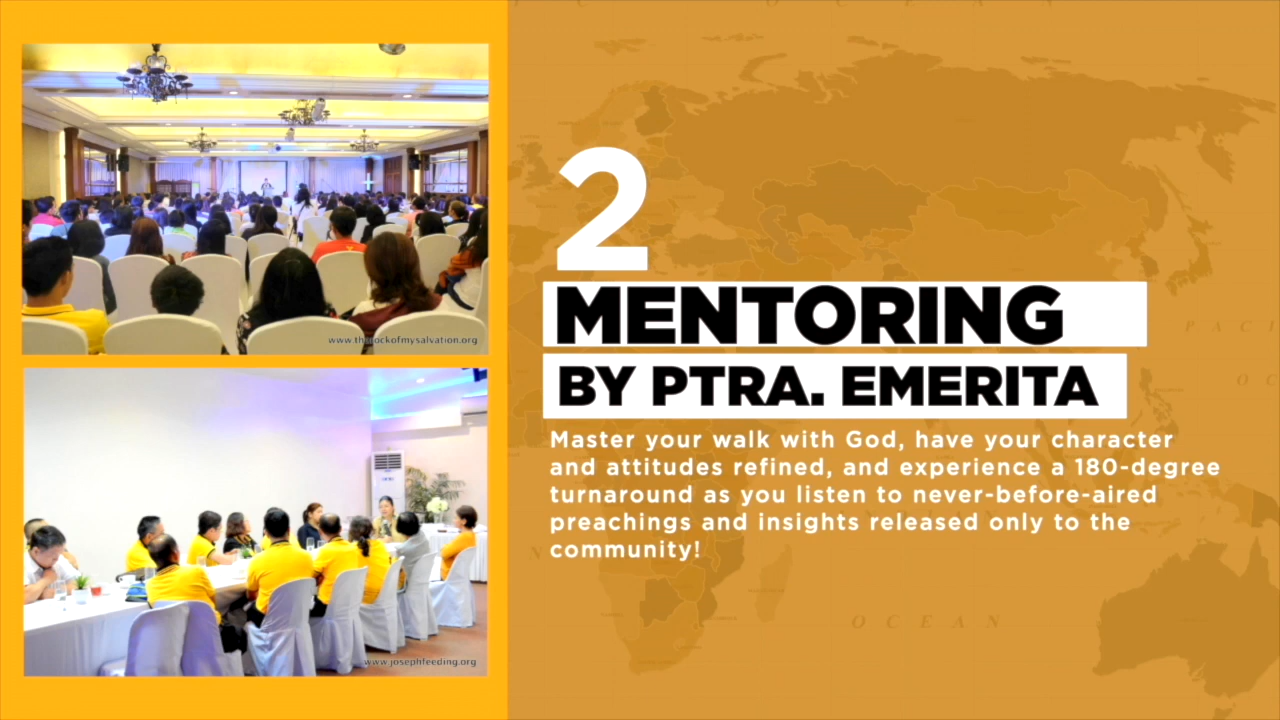 www.therockofmysalvation.org
www.josephfeeding.org
2
MENTORING
BY PTRA. EMERITA
Master your walk with God, have your character
and attitudes refined, and experience a 180-degree
turnaround as you listen to never-before-aired
preachings and insights released only to the
community!
OCEAN